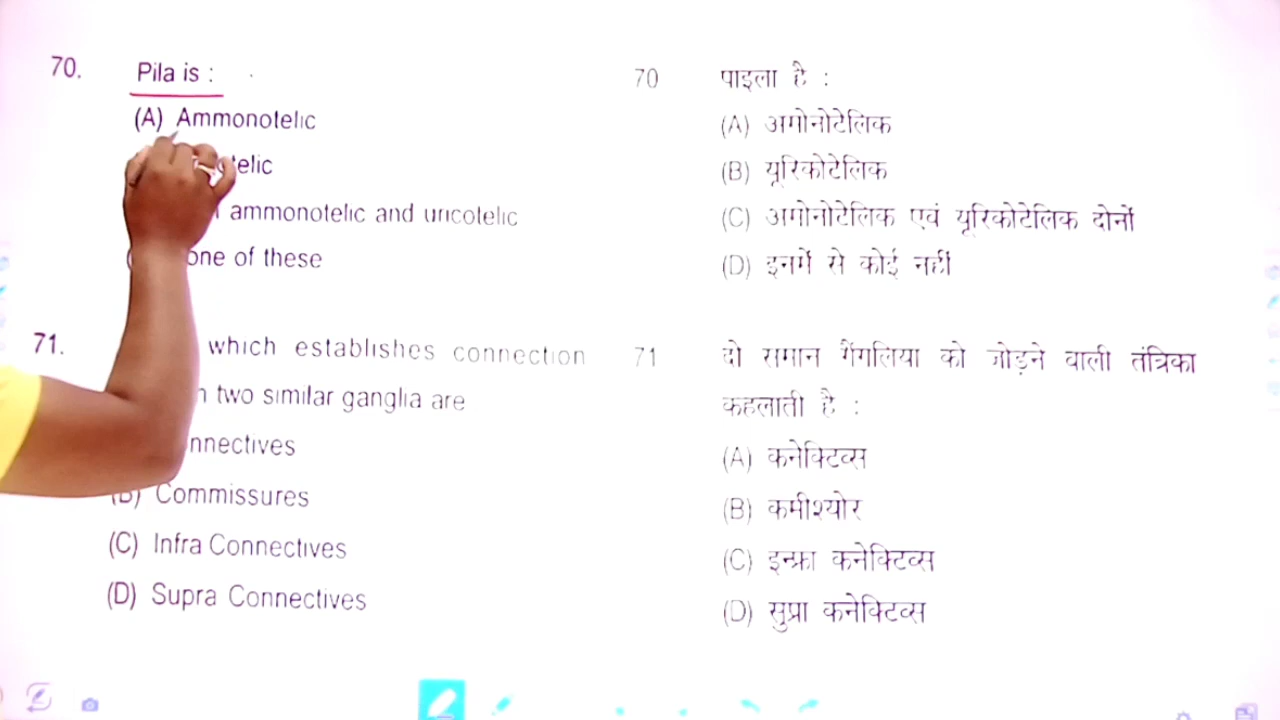 70.
Pila is :
(A) Ammonotelic
telic
ammonotelic and uricotelic
one of these
71.
which establishes connection
two similar ganglia are
nnectives
(B) Commissures
(C) Infra Connectives
(D) Supra Connectives
70
पाइला है :
(A) अमोनोटेलिक
(B) यूरिकोटेलिक
(C) अमोनोटेलिक एवं यूरिकोटेलिक दोनों
(D) इनमें से कोई नहीं
71
दो समान गैंगलिया को जोड़ने वाली तंत्रिका
कहलाती है :
(A) कनेक्टिव्स
(B) कमीश्योर
(C) इन्फ्रा कनेक्टिव्स
(D) सुप्रा कनेक्टिव्स